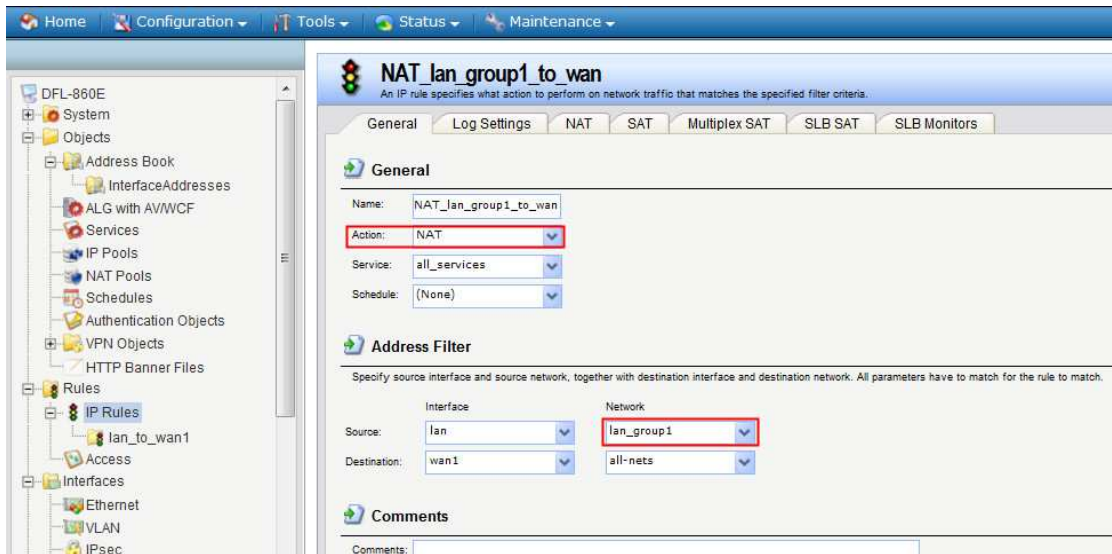 Home Configuration Tools Status Maintenance
DFL-860E
System
Objects
Address Book
InterfaceAddresses
ALG with AV/WCF
Services
IP Pools
NAT Pools
Schedules
Authentication Objects
VPN Objects
HTTP Banner Files
Rules
IP Rules
lan_to_wan1
Access
Interfaces
Ethernet
VLAN
IPsec
NAT_lan_group1_to_wan
An IP rule specifies what action to perform on network traffic that matches the specified filter criteria.
General Log Settings NAT SAT Multiplex SAT SLB SAT SLB Monitors
General
Name: NAT_lan_group1_to_wan
Action: NAT
Service: all_services
Schedule: (None)
Address Filter
Specify source interface and source network, together with destination interface and destination network. All parameters have to match for the rule to match.
Interface Network
Source: lan lan_group1
Destination: wan1 all-nets
Comments
Comments: